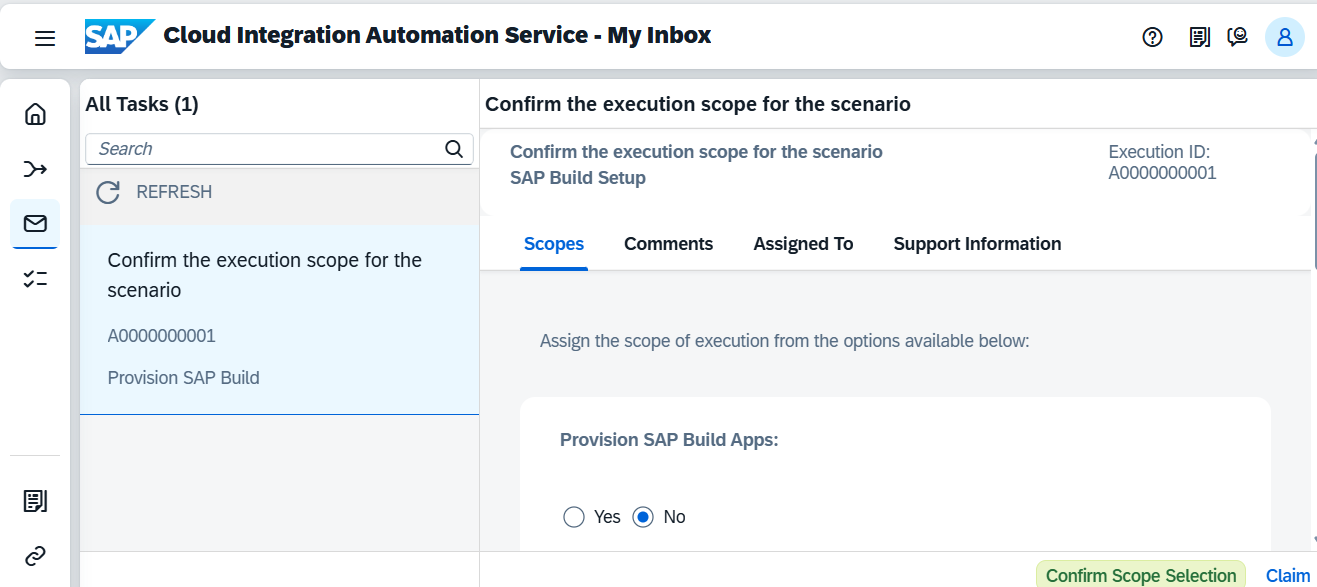 SAP Cloud Integration Automation Service - My Inbox
All Tasks (1)
Search
REFRESH
Confirm the execution scope for the
scenario
A0000000001
Provision SAP Build
Confirm the execution scope for the scenario
Confirm the execution scope for the scenario
SAP Build Setup
Execution ID:
A0000000001
Scopes Comments Assigned To Support Information
Assign the scope of execution from the options available below:
Provision SAP Build Apps:
Yes No
Confirm Scope Selection Claim